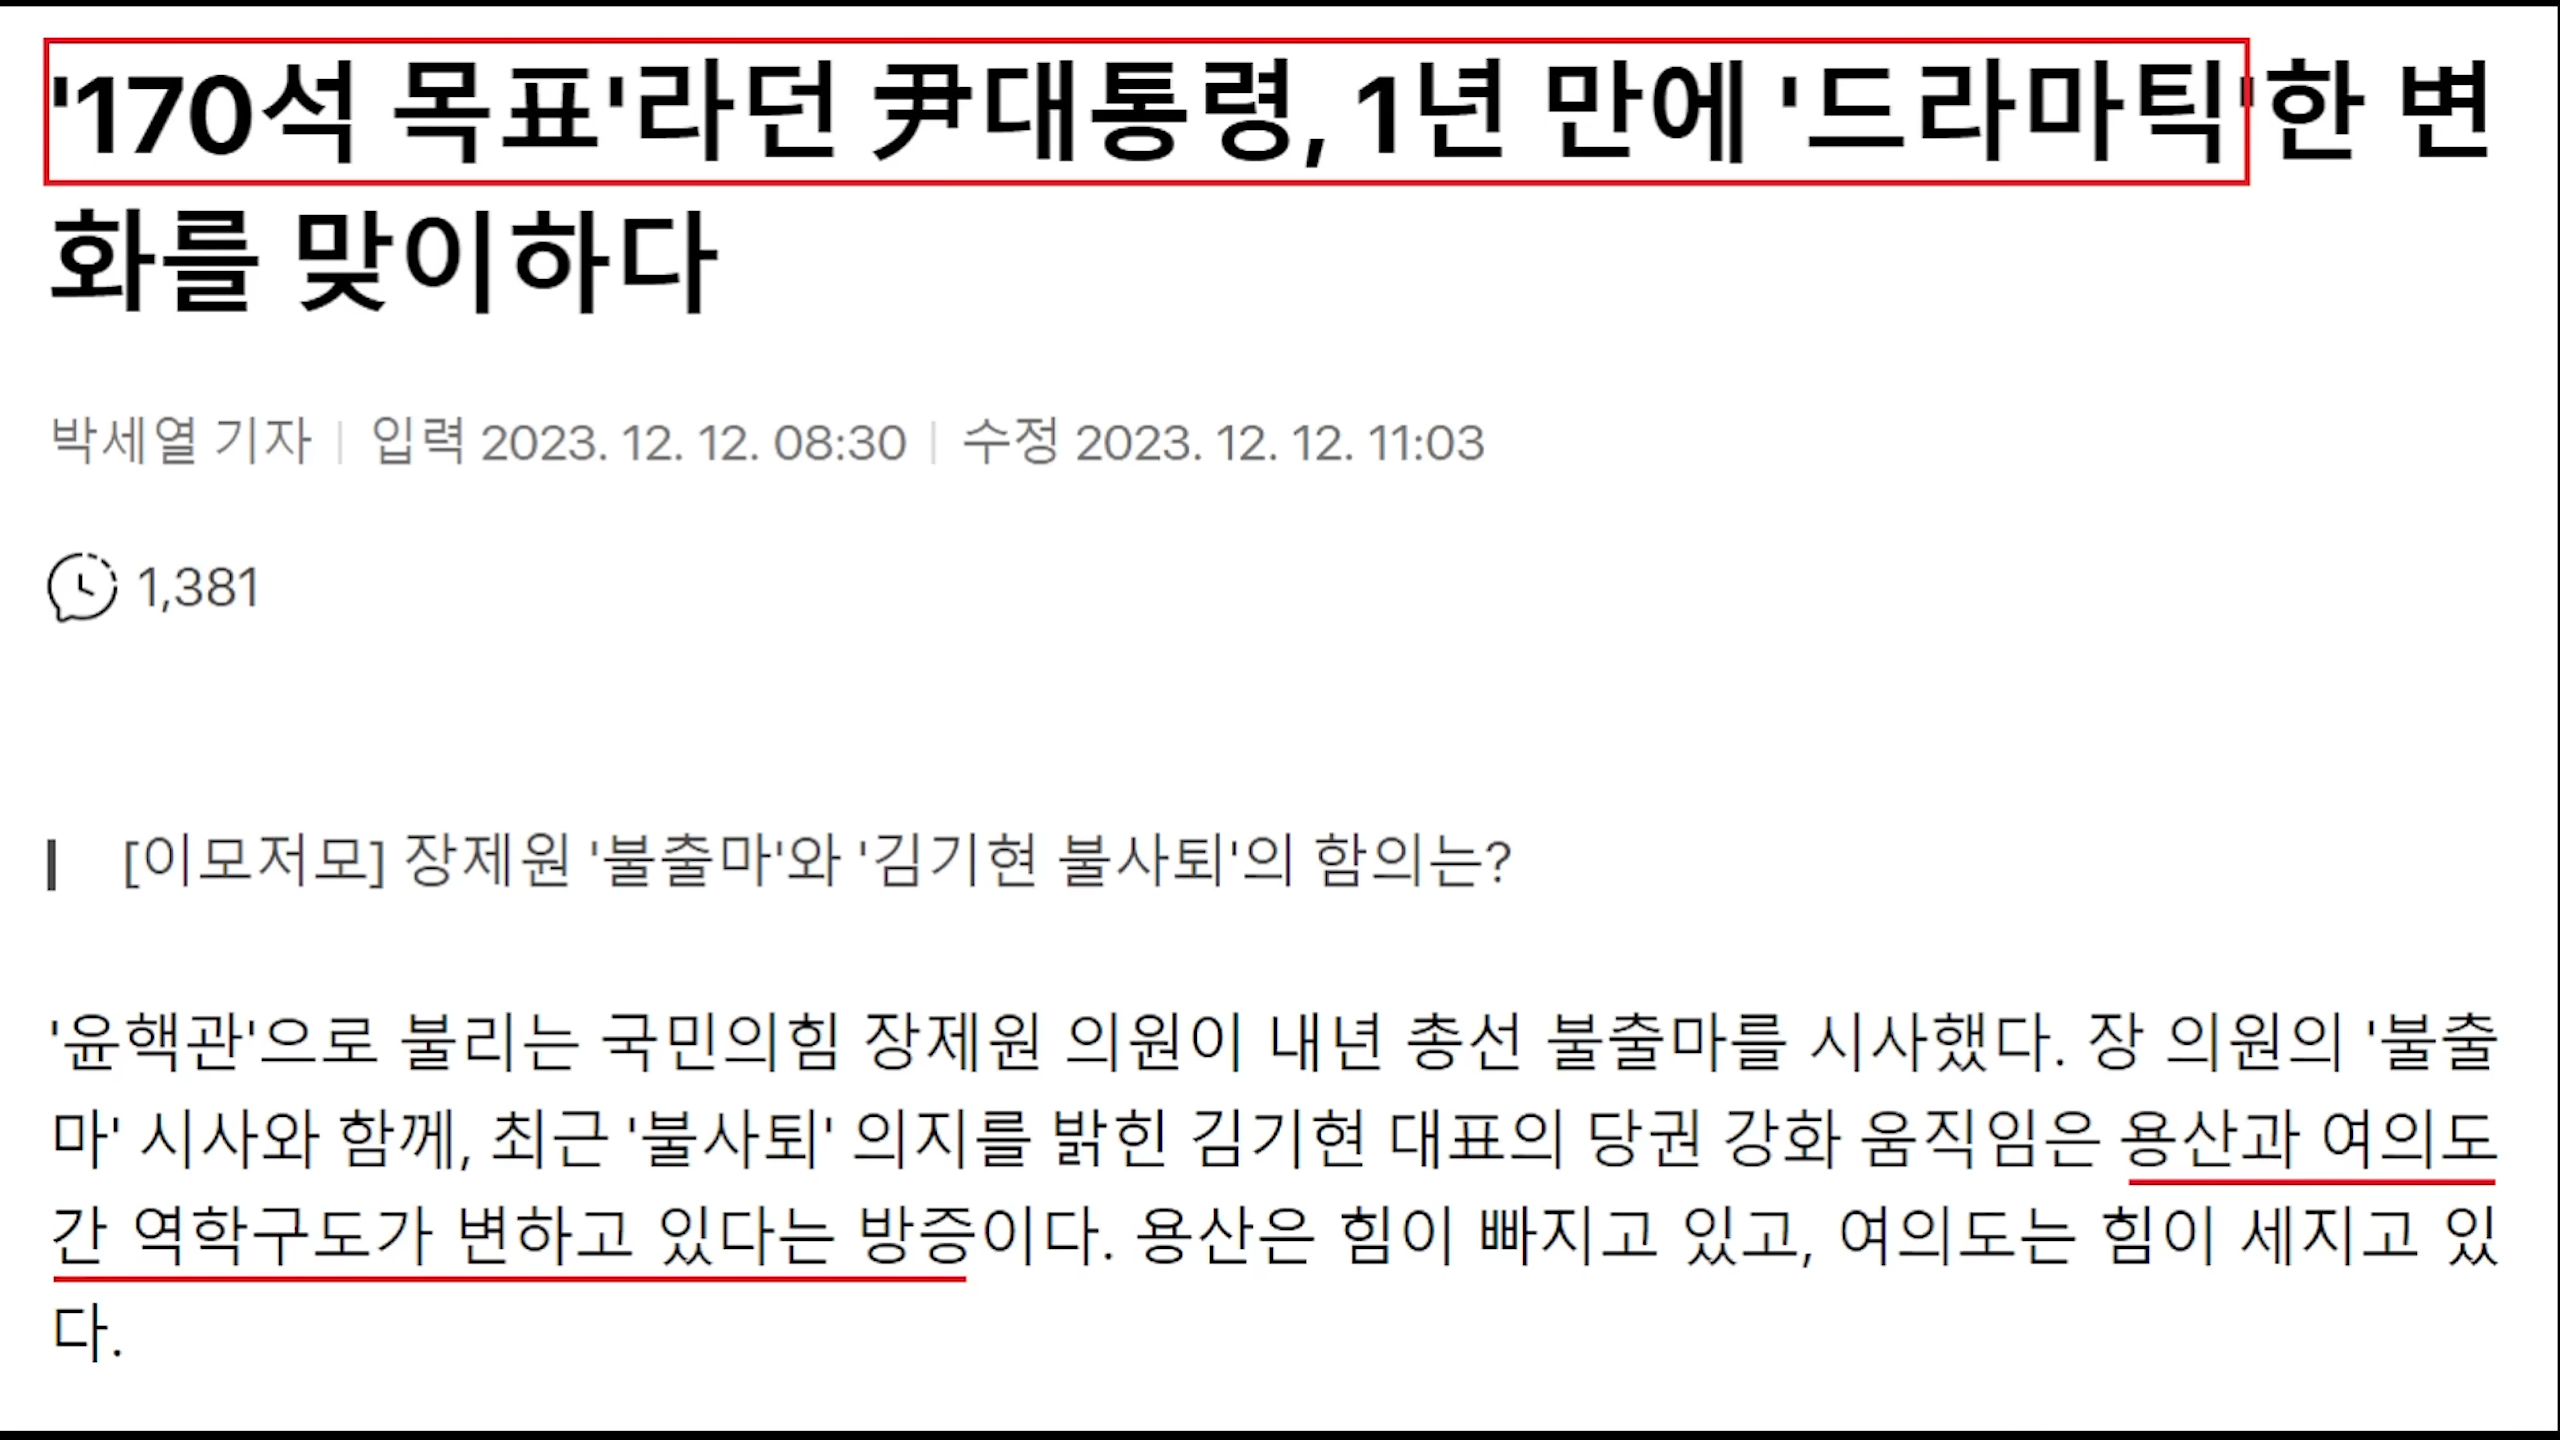 '170석 목표'라던 尹대통령, 1년 만에 '드라마틱'한 변
화를 맞이하다
박세열 기자 | 입력 2023. 12. 12. 08:30 | 수정 2023. 12. 12. 11:03
1,381
[이모저모] 장제원 '불출마'와 '김기현 불사퇴'의 함의는?
'윤핵관'으로 불리는 국민의힘 장제원 의원이 내년 총선 불출마를 시사했다. 장 의원의 '불출
마' 시사와 함께, 최근 '불사퇴' 의지를 밝힌 김기현 대표의 당권 강화 움직임은 용산과 여의도
간 역학구도가 변하고 있다는 방증이다. 용산은 힘이 빠지고 있고, 여의도는 힘이 세지고 있
다.